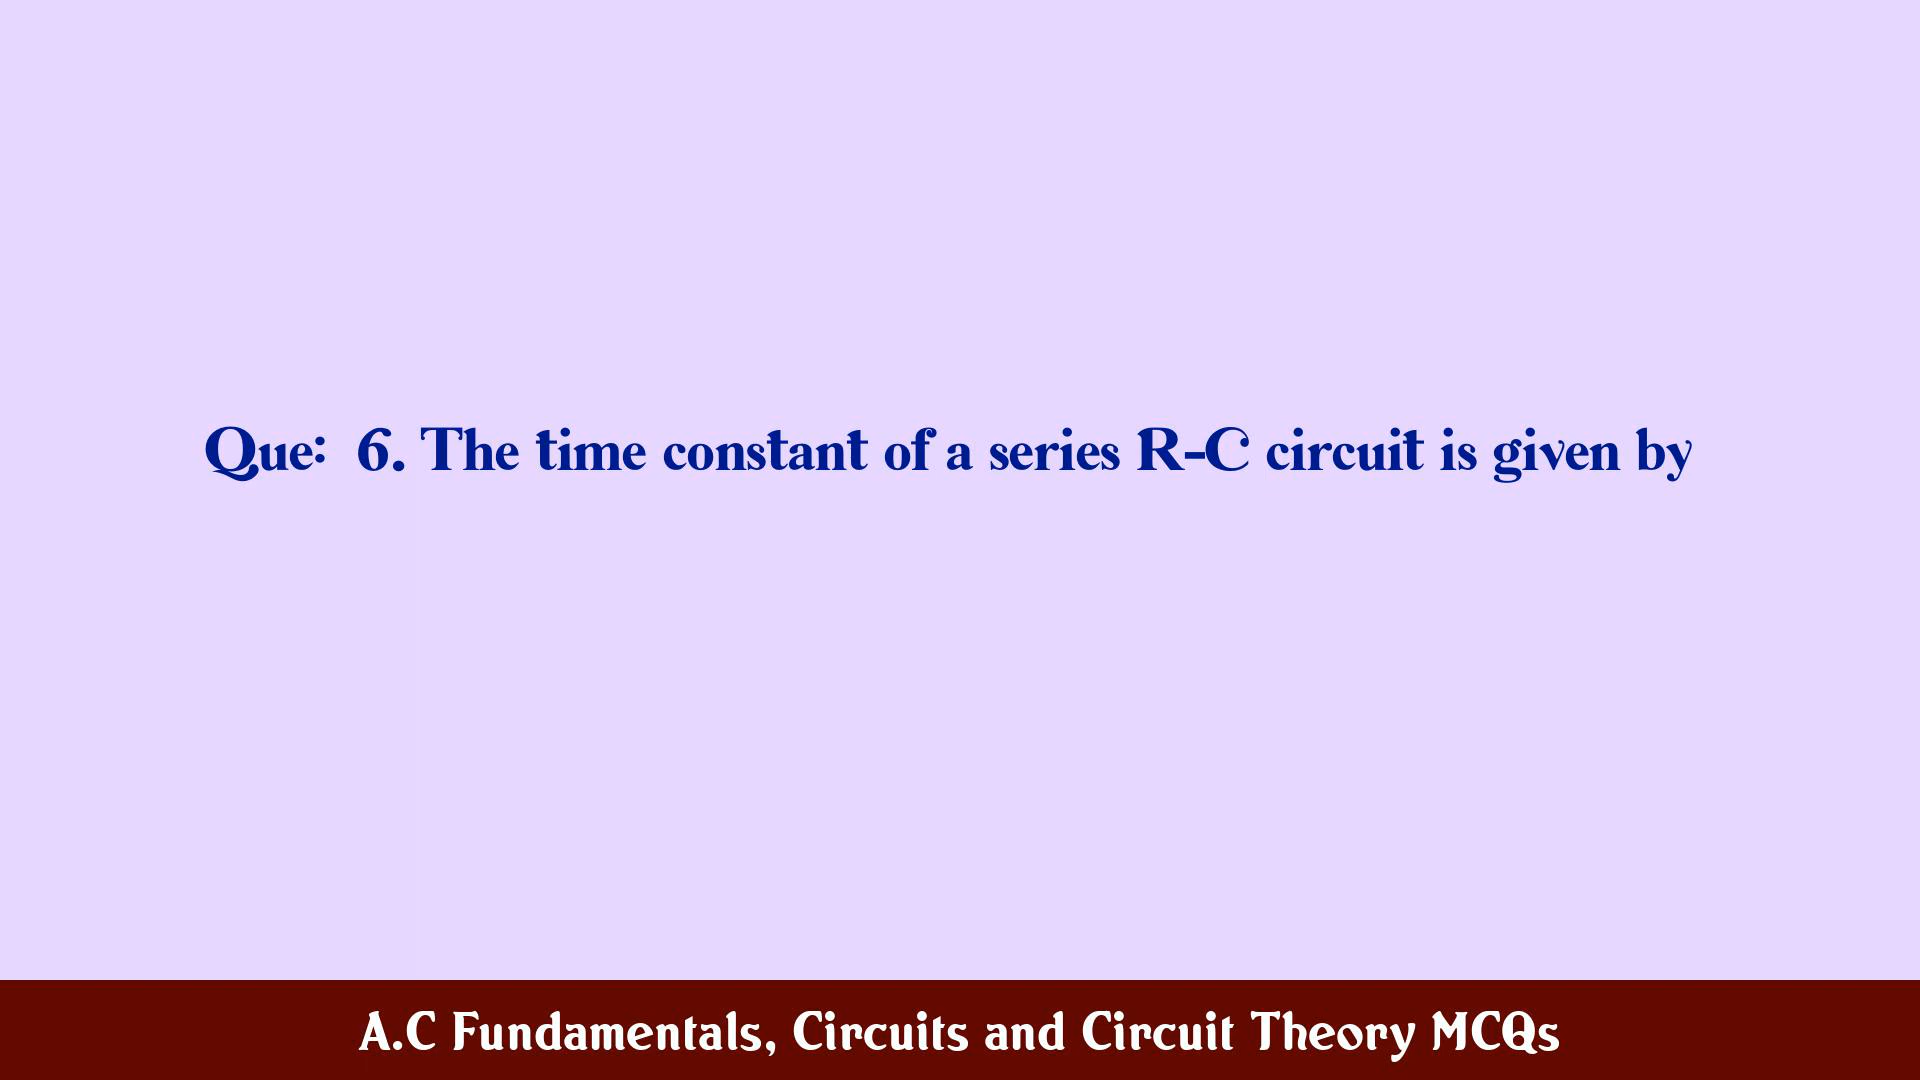 Que: 6. The time constant of a series R-C circuit is given by
A.C Fundamentals, Circuits and Circuit Theory MCQs